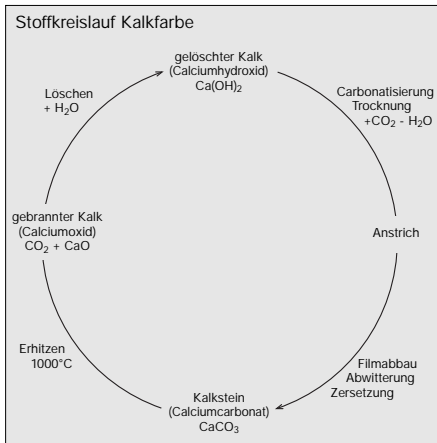 Stoffkreislauf Kalkfarbe
gelöschter Kalk
(Calciumhydroxid)
Ca(OH)₂
Löschen
+ H₂O
Carbonatisierung
Trocknung
+CO₂ - H₂O
gebrannter Kalk
(Calciumoxid)
CO₂ + CaO
Anstrich
Erhitzen
1000°C
Filmabbau
Abwitterung
Zersetzung
Kalkstein
(Calciumcarbonat)
CaCO₃